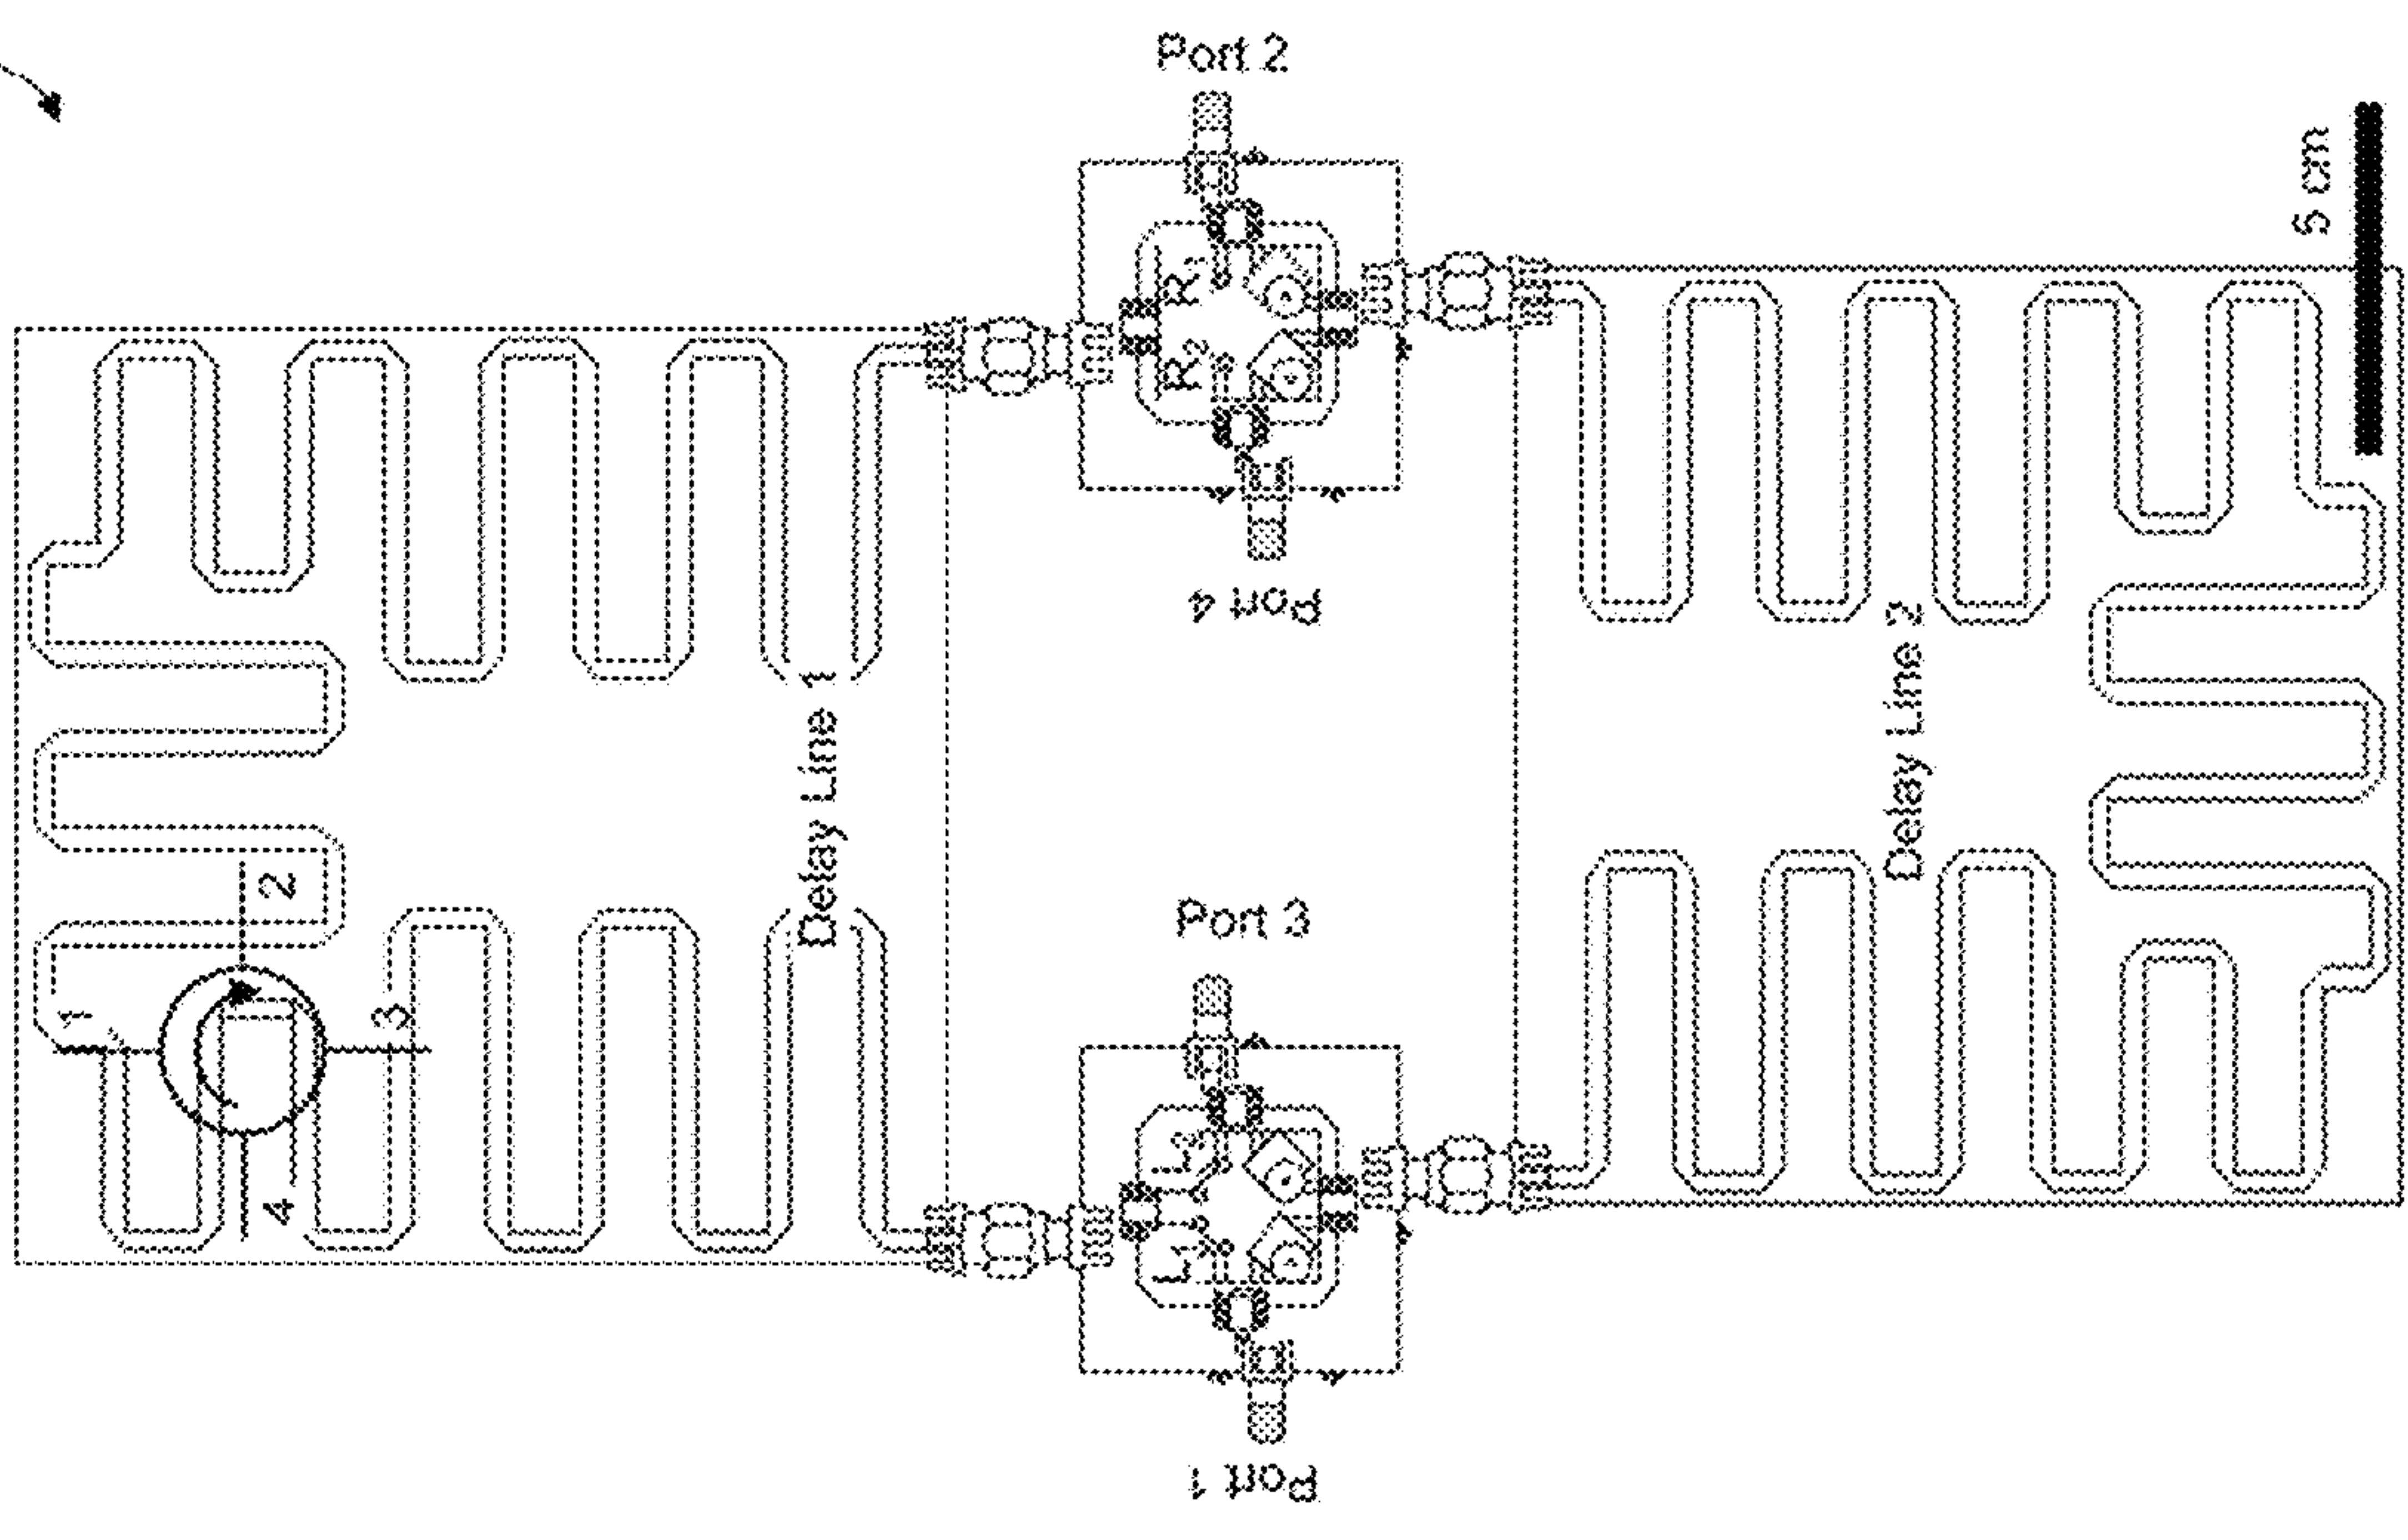 Port 2
5 cm
R1
R2
Port 4
Delay Line 1
Delay Line 2
Port 3
1
2
3
4
L2
L1
Port 1